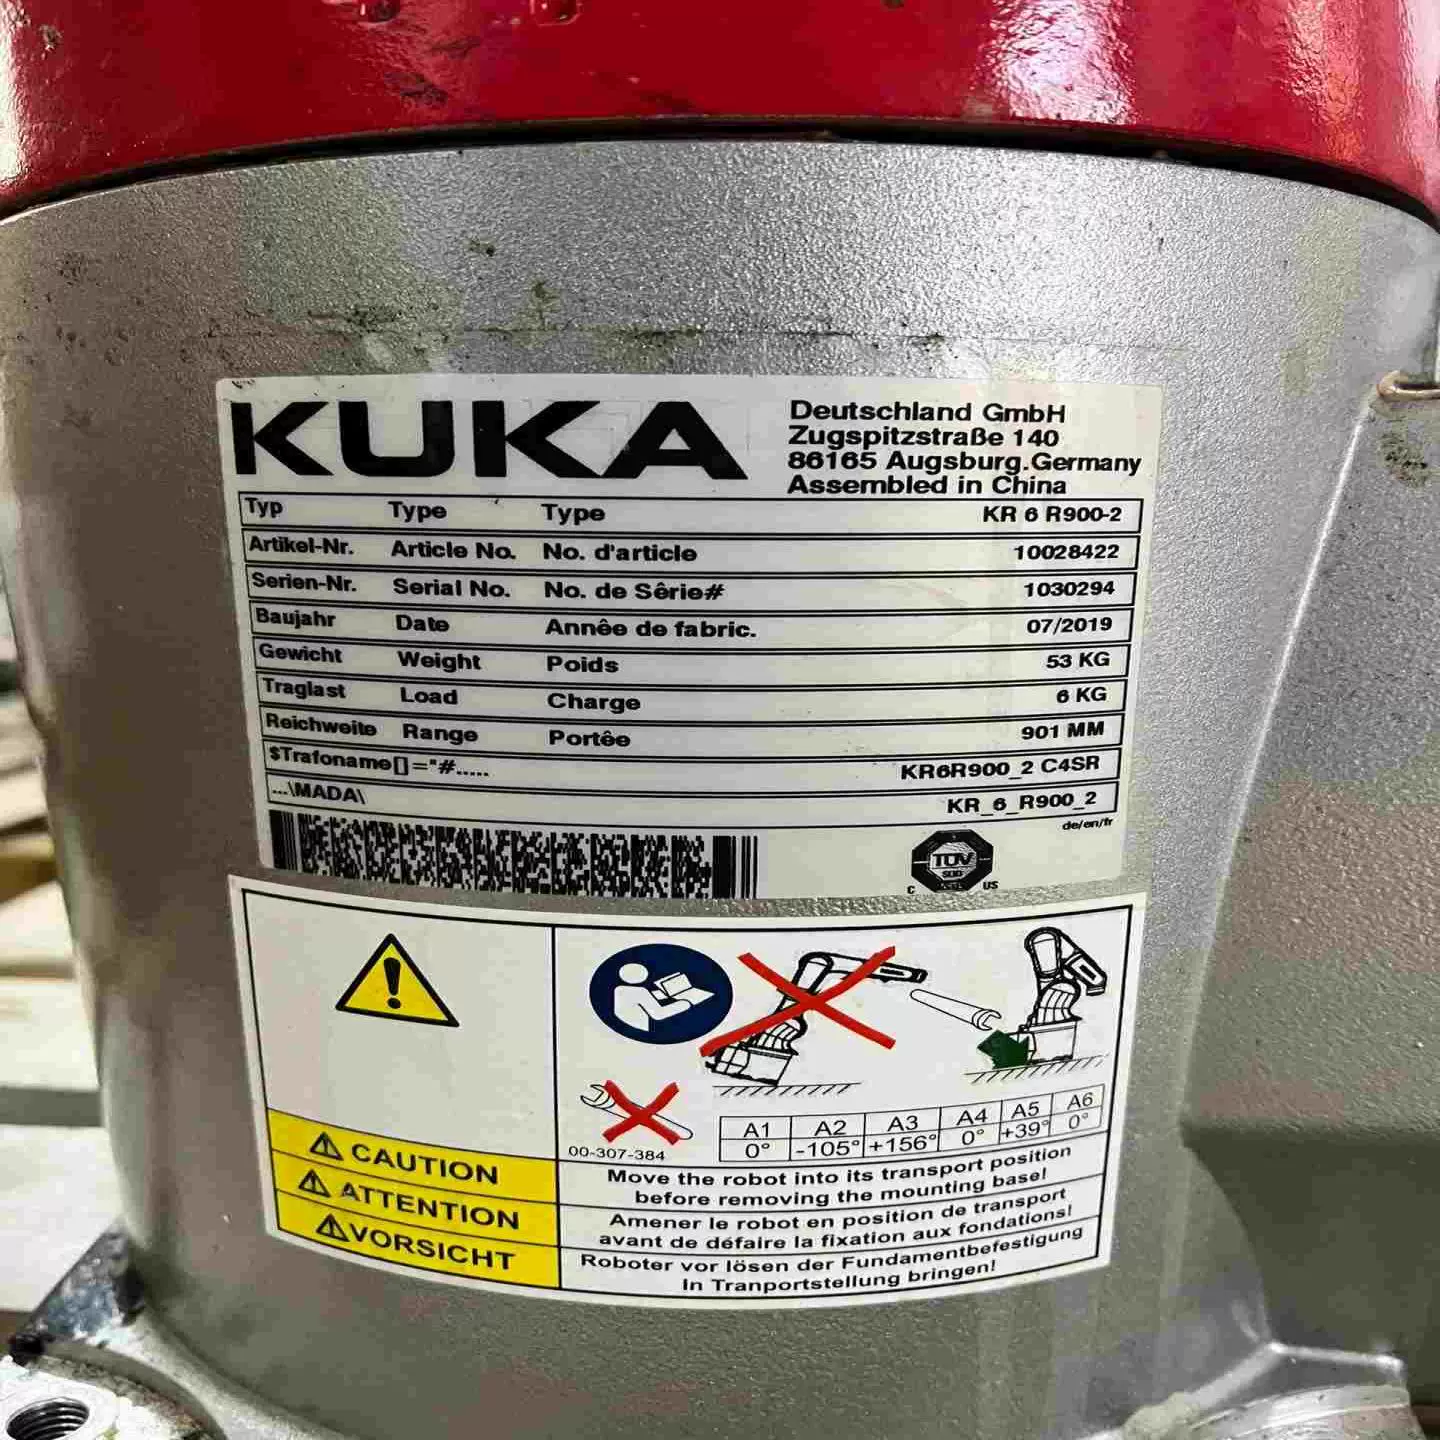 KUKA
Deutschland GmbH
Zugspitzstraße 140
86165 Augsburg.Germany
Assembled in China
Typ Type Type KR 6 R900-2
Artikel-Nr. Article No. No. d'article 10028422
Serien-Nr. Serial No. No. de Sêrie# 1030294
Baujahr Date Annêe de fabric. 07/2019
Gewicht Weight Poids 53 KG
Traglast Load Charge 6 KG
Reichweite Range Portêe 901 MM
$Trafoname[]="#..... KR6R900_2 C4SR
...\MADA\ KR_6_R900_2
de/en/fr
TÜV
SÜD
C US
00-307-384
A1 A2 A3 A4 A5 A6
0° -105° +156° 0° +39° 0°
CAUTION
Move the robot into its transport position
before removing the mounting base!
ATTENTION
Amener le robot en position de transport
avant de défaire la fixation aux fondations!
VORSICHT
Roboter vor lösen der Fundamentbefestigung
in Tranportstellung bringen!